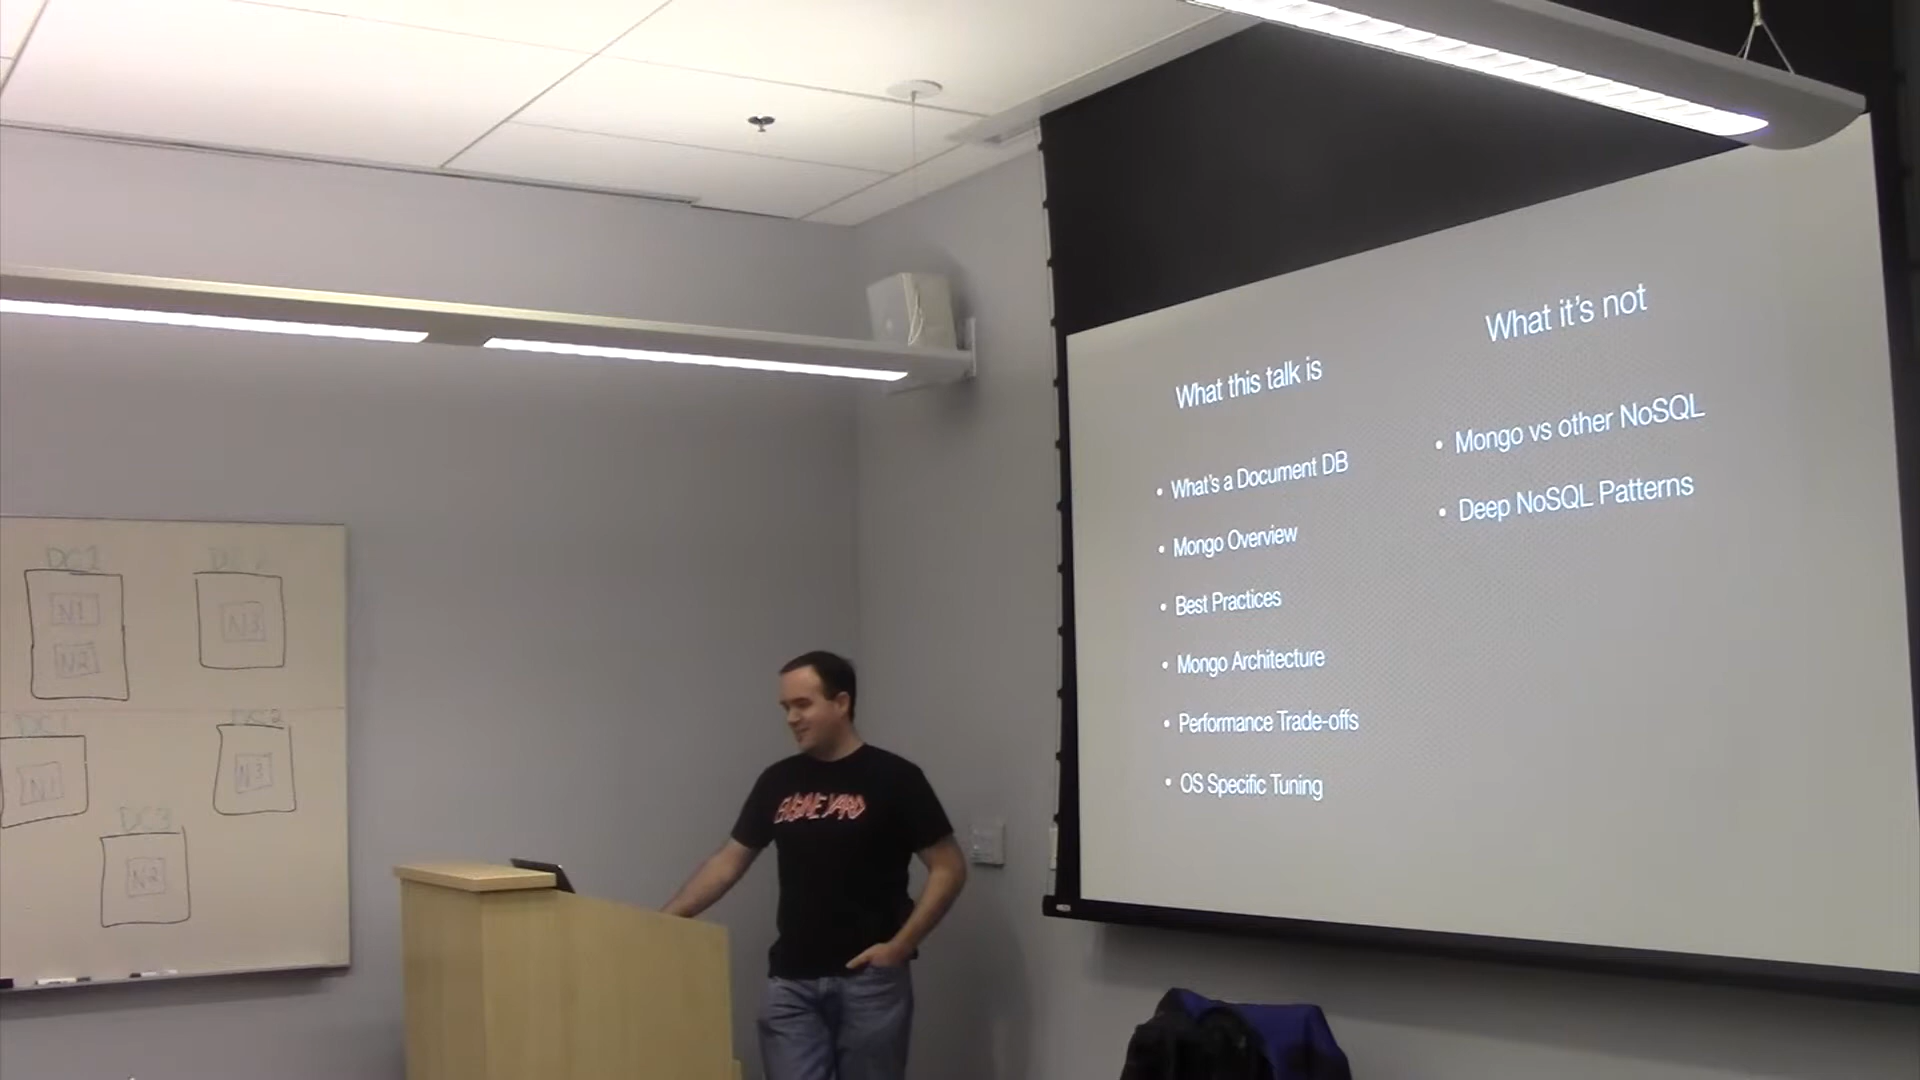 What this talk is
What's a Document DB
Mongo Overview
Best Practices
Mongo Architecture
Performance Trade-offs
OS Specific Tuning
What it's not
Mongo vs other NoSQL
Deep NoSQL Patterns
N1
N2
N3
DC1
DC2
N1
N3
DC3
N2
ENGINE YARD